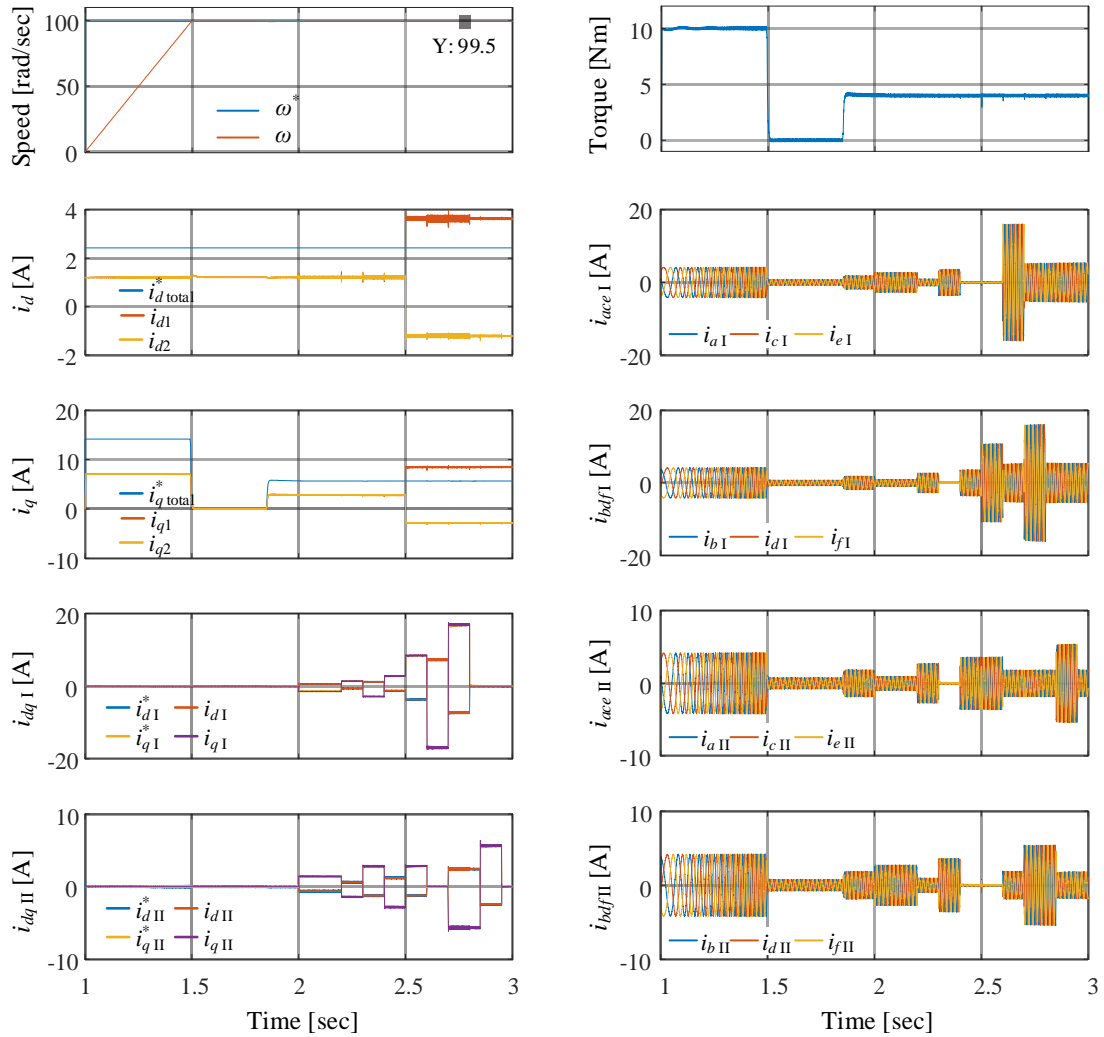 Speed [rad/sec]
100
50
0
Y: 99.5
ω*
ω
Torque [Nm]
10
5
0
i_d [A]
4
2
0
-2
i*_d total
i_d1
i_d2
i_ace I [A]
20
0
-20
i_a I i_c I i_e I
i_q [A]
20
10
0
-10
i*_q total
i_q1
i_q2
i_bdf I [A]
20
0
-20
i_b I i_d I i_f I
i_dq I [A]
20
0
-20
i*_d I i_d I
i*_q I i_q I
i_ace II [A]
10
0
-10
i_a II i_c II i_e II
i_dq II [A]
10
0
-10
i*_d II i_d II
i*_q II i_q II
1 1.5 2 2.5 3
Time [sec]
i_bdf II [A]
10
0
-10
i_b II i_d II i_f II
1 1.5 2 2.5 3
Time [sec]